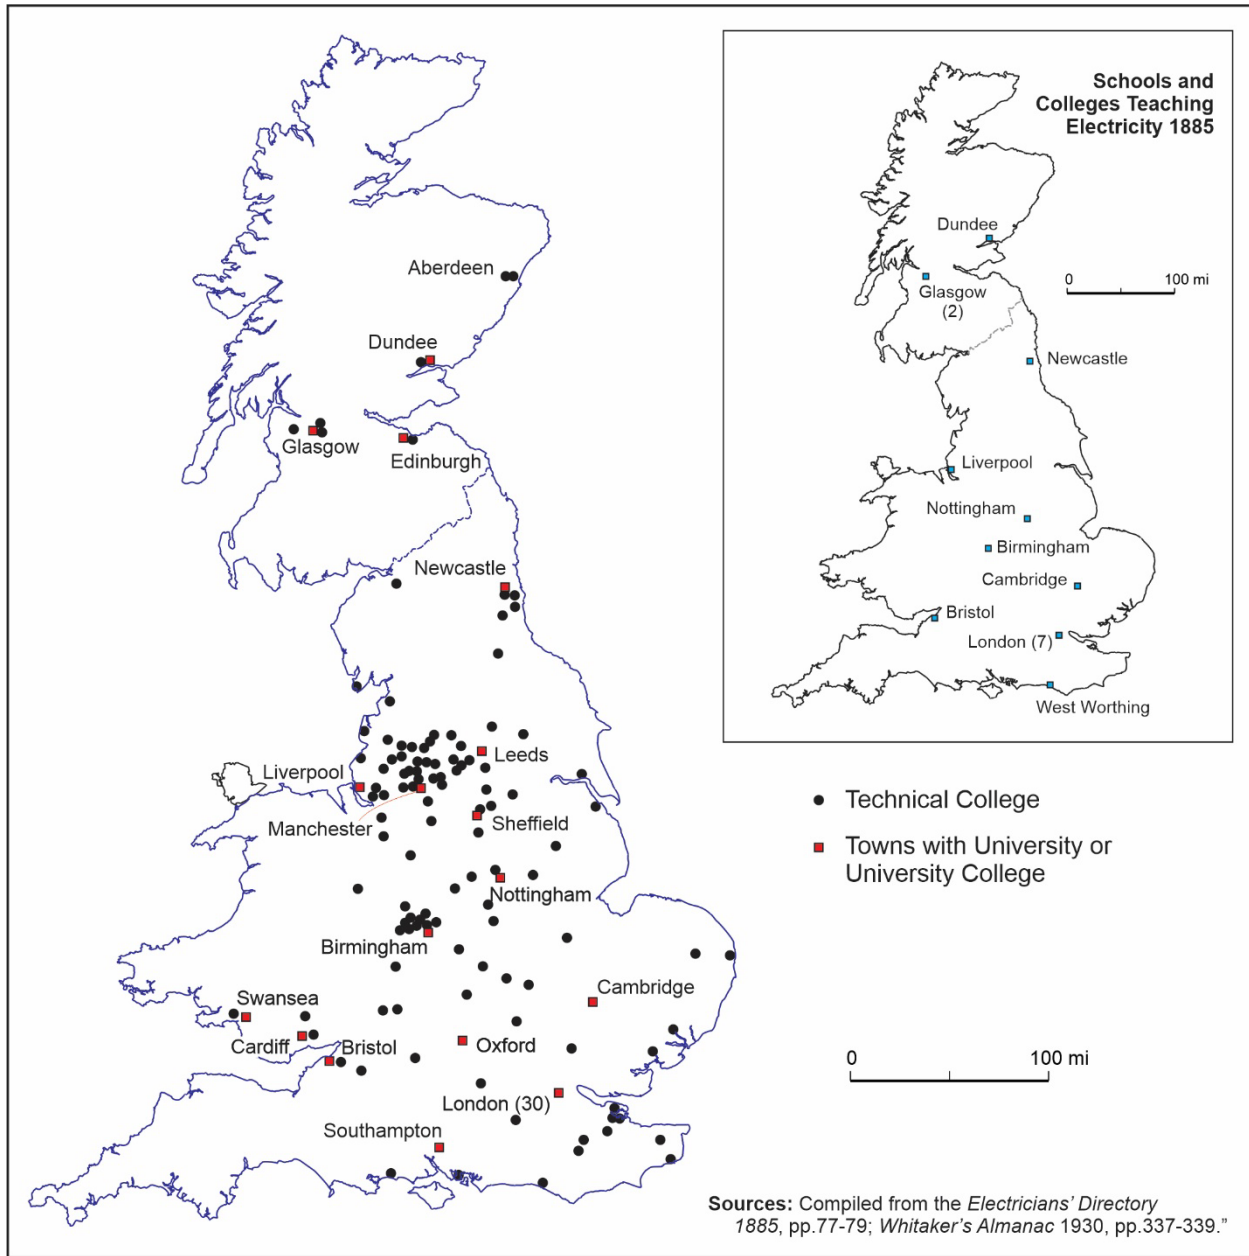 Schools and
Colleges Teaching
Electricity 1885
Dundee
0 100 mi
Glasgow
(2)
Newcastle
Liverpool
Nottingham
Birmingham
Cambridge
Bristol
London (7)
West Worthing
Aberdeen
Dundee
Glasgow
Edinburgh
Newcastle
Leeds
Liverpool
Manchester
Sheffield
Nottingham
Birmingham
Cambridge
Swansea
Cardiff
Bristol
Oxford
London (30)
Southampton
Technical College
Towns with University or
University College
0 100 mi
Sources: Compiled from the Electricians' Directory
1885, pp.77-79; Whitaker's Almanac 1930, pp.337-339.”